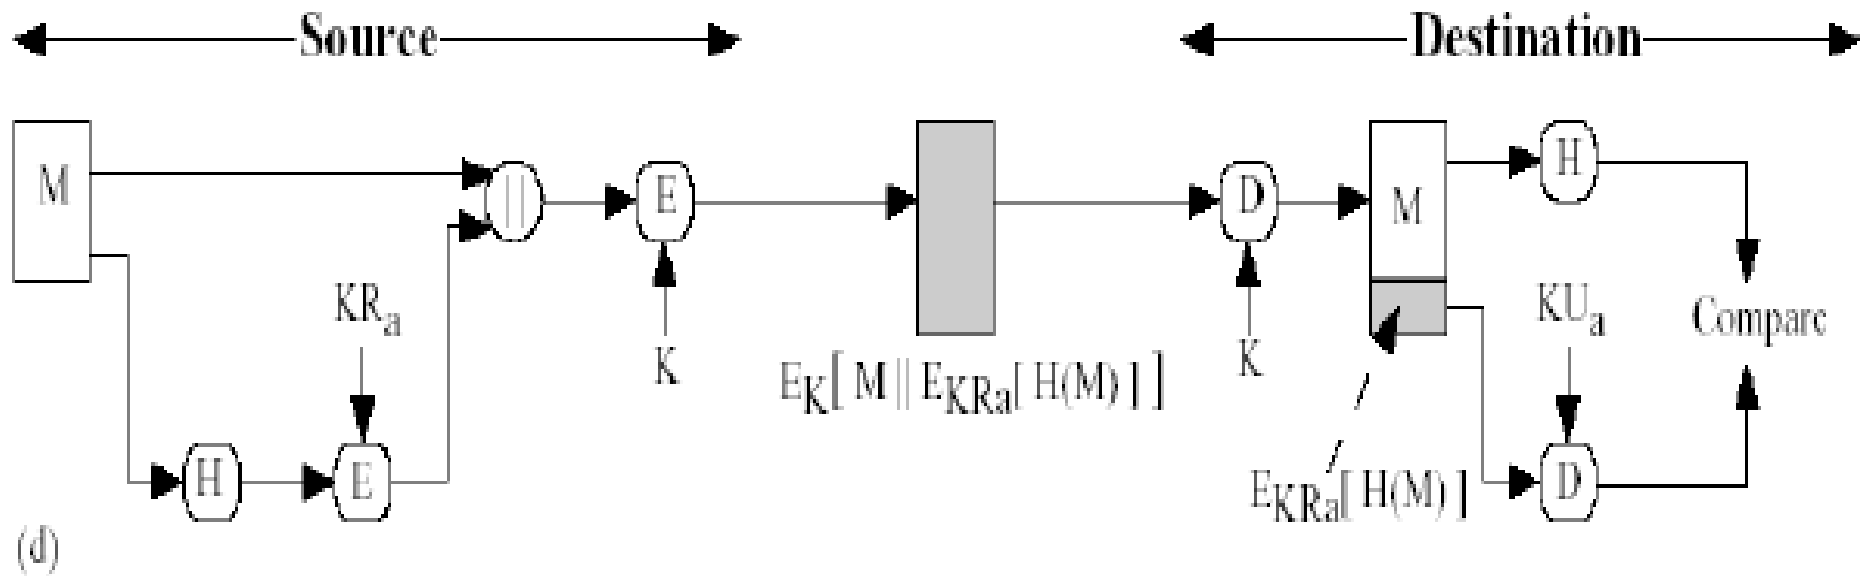 Source
Destination
M
||
E
D
M
H
KRa
K
K
KUa
Compare
EK[ M || EKRa[ H(M) ] ]
H
E
EKRa[ H(M) ]
D
(d)